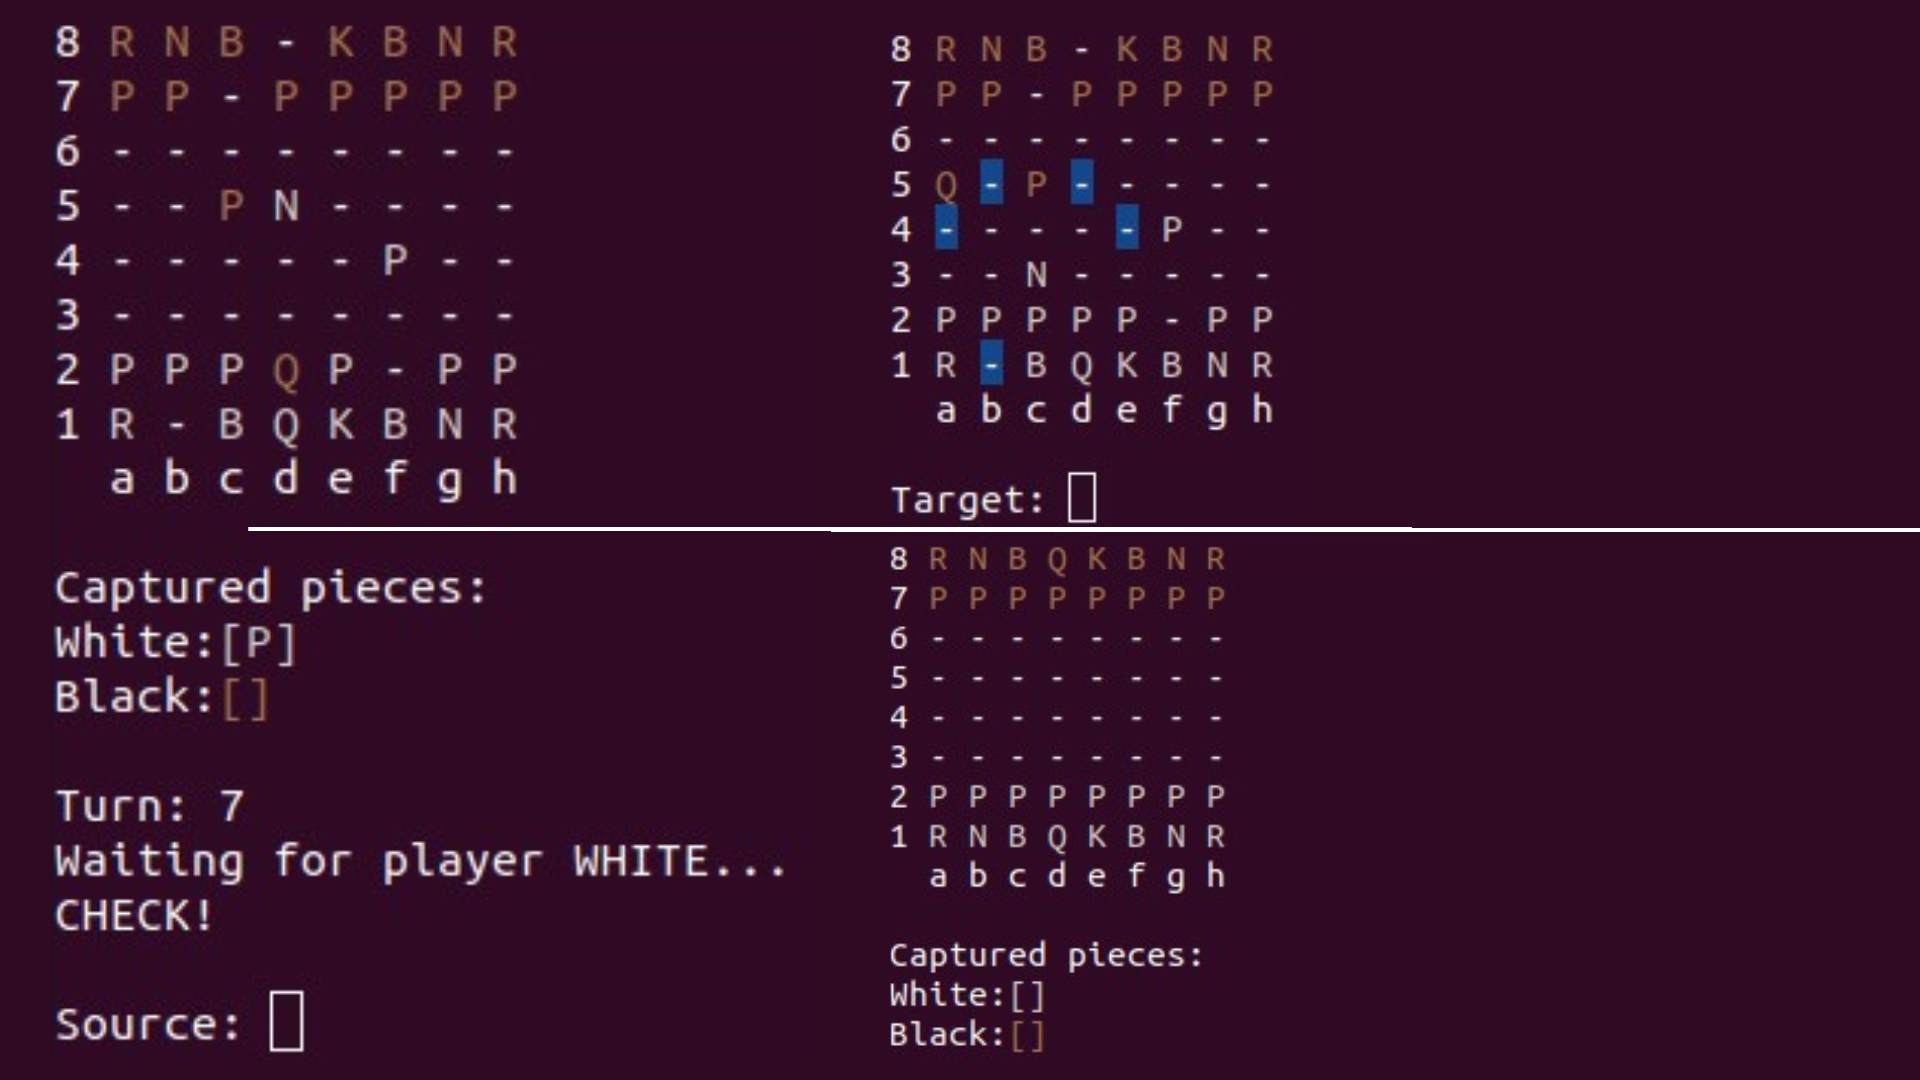 8 R N B - K B N R
7 P P - P P P P P
6 - - - - - - - -
5 - - P N - - - -
4 - - - - - P - -
3 - - - - - - - -
2 P P P Q P - P P
1 R - B Q K B N R
a b c d e f g h
Captured pieces:
White:[P]
Black:[]
Turn: 7
Waiting for player WHITE...
CHECK!
Source:
8 R N B - K B N R
7 P P - P P P P P
6 - - - - - - - -
5 Q - P - - - - -
4 - - - - - P - -
3 - - N - - - - -
2 P P P P P - P P
1 R - B Q K B N R
a b c d e f g h
Target:
8 R N B Q K B N R
7 P P P P P P P P
6 - - - - - - - -
5 - - - - - - - -
4 - - - - - - - -
3 - - - - - - - -
2 P P P P P P P P
1 R N B Q K B N R
a b c d e f g h
Captured pieces:
White:[]
Black:[]